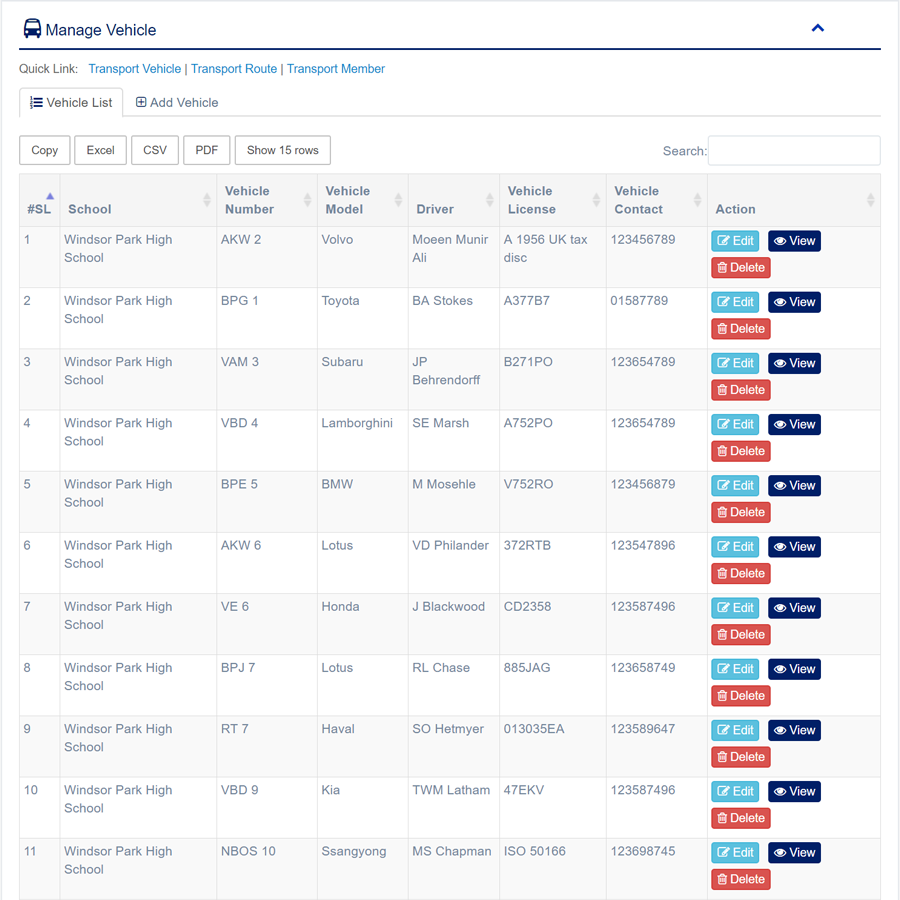 Manage Vehicle
Quick Link: Transport Vehicle | Transport Route | Transport Member
Vehicle List Add Vehicle
Copy Excel CSV PDF Show 15 rows Search:
#SL School Vehicle Number Vehicle Model Driver Vehicle License Vehicle Contact Action
1 Windsor Park High School AKW 2 Volvo Moeen Munir Ali A 1956 UK tax disc 123456789 Edit View Delete
2 Windsor Park High School BPG 1 Toyota BA Stokes A377B7 01587789 Edit View Delete
3 Windsor Park High School VAM 3 Subaru JP Behrendorff B271PO 123654789 Edit View Delete
4 Windsor Park High School VBD 4 Lamborghini SE Marsh A752PO 123654789 Edit View Delete
5 Windsor Park High School BPE 5 BMW M Mosehle V752RO 123456879 Edit View Delete
6 Windsor Park High School AKW 6 Lotus VD Philander 372RTB 123547896 Edit View Delete
7 Windsor Park High School VE 6 Honda J Blackwood CD2358 123587496 Edit View Delete
8 Windsor Park High School BPJ 7 Lotus RL Chase 885JAG 123658749 Edit View Delete
9 Windsor Park High School RT 7 Haval SO Hetmyer 013035EA 123589647 Edit View Delete
10 Windsor Park High School VBD 9 Kia TWM Latham 47EKV 123587496 Edit View Delete
11 Windsor Park High School NBOS 10 Ssangyong MS Chapman ISO 50166 123698745 Edit View Delete